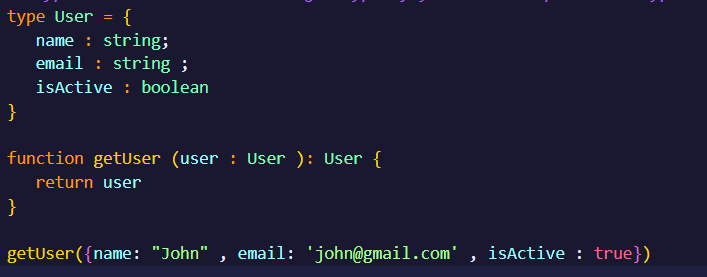 type User = {
name : string;
email : string ;
isActive : boolean
}
function getUser (user : User ): User {
return user
}
getUser({name: "John" , email: 'john@gmail.com' , isActive : true})